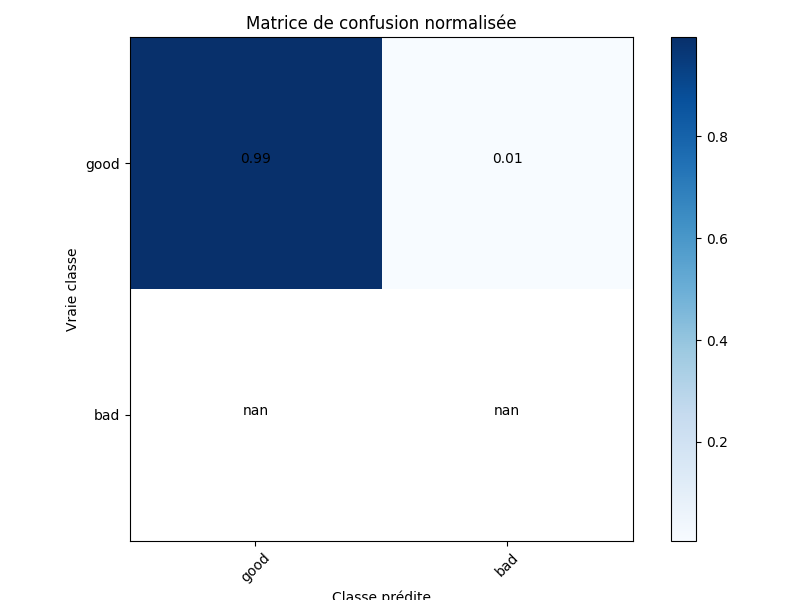 Matrice de confusion normalisée
good
0.99
0.01
bad
nan
nan
Vraie classe
good
bad
Classe prédite
0.8
0.6
0.4
0.2